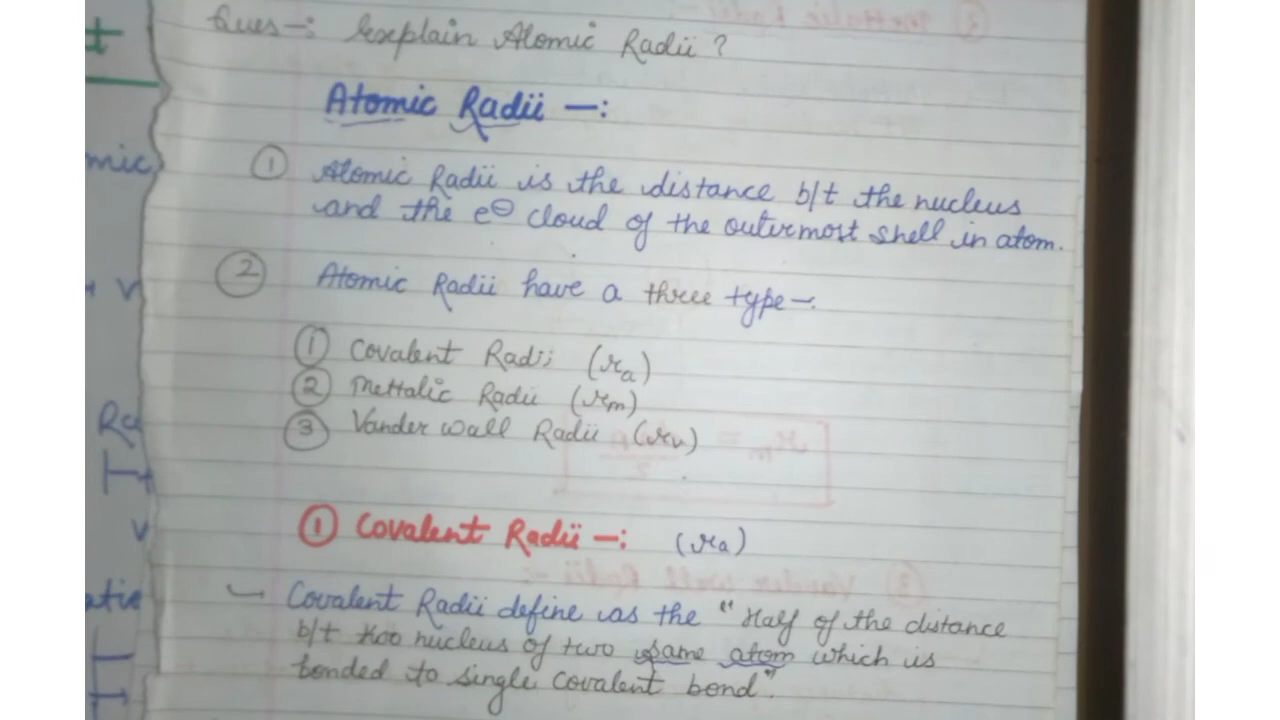 Ques-: Explain Atomic Radii ?
Atomic Radii -:
① Atomic Radii is the distance b/t the nucleus
and the e⊖ cloud of the outermost shell in atom.
② Atomic Radii have a three type-:
① Covalent Radii (ra)
② Mettalic Radii (rm)
③ Vander wall Radii (rv)
① Covalent Radii -: (ra)
Covalent Radii define as the "Half of the distance
b/t two nucleus of two same atom which is
bonded to single covalent bond".
t
mic
v
Ra
v